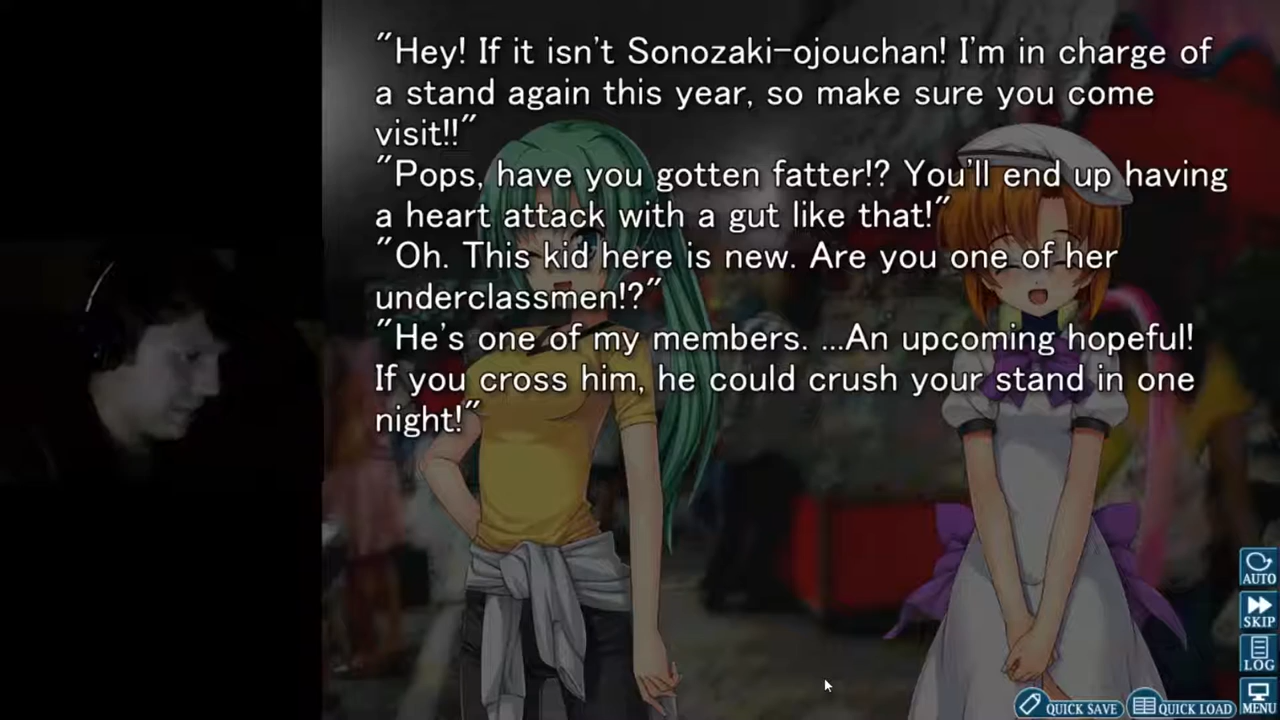 "Hey! If it isn't Sonozaki-ojouchan! I'm in charge of
a stand again this year, so make sure you come
visit!!"
"Pops, have you gotten fatter!? You'll end up having
a heart attack with a gut like that!"
"Oh. This kid here is new. Are you one of her
underclassmen!?"
"He's one of my members. ...An upcoming hopeful!
If you cross him, he could crush your stand in one
night!"
AUTO
SKIP
LOG
MENU
QUICK SAVE
QUICK LOAD